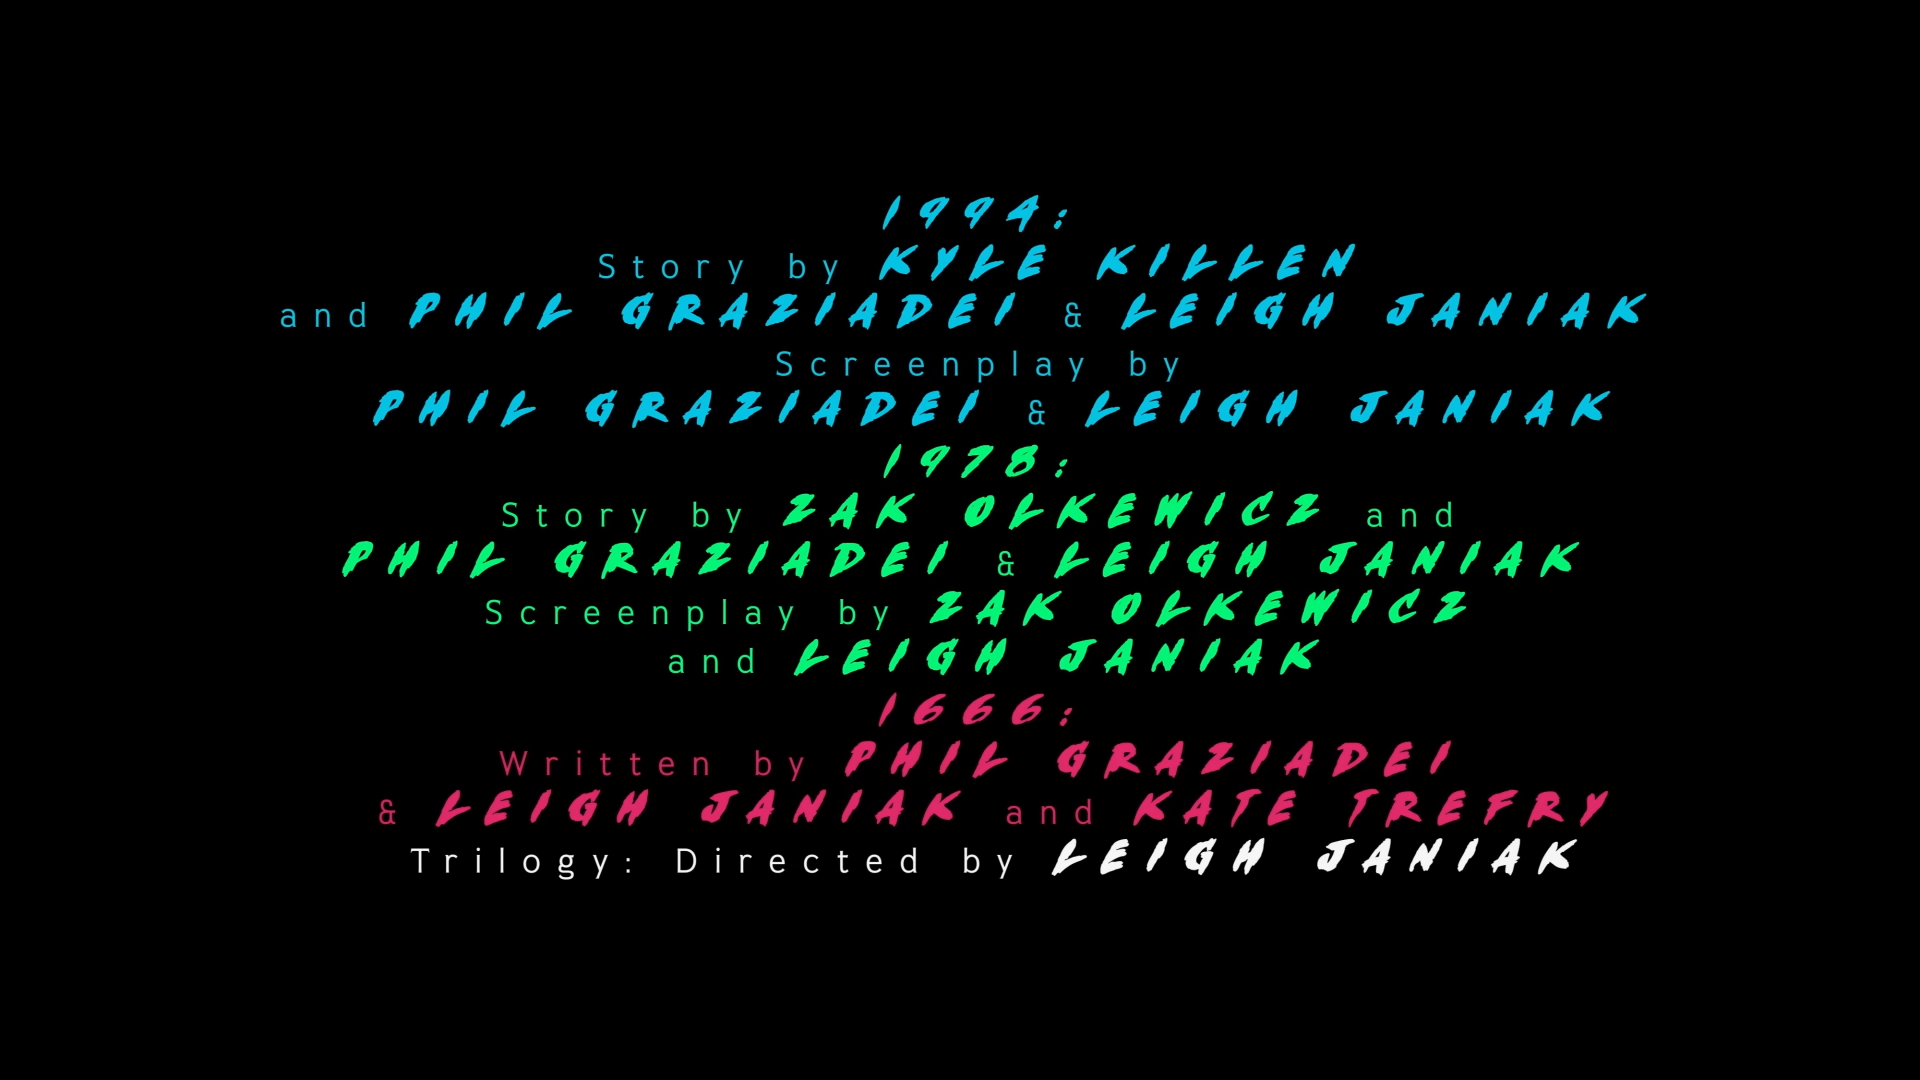 1994:
Story by KYLE KILLEN
and PHIL GRAZIADEI & LEIGH JANIAK
Screenplay by
PHIL GRAZIADEI & LEIGH JANIAK
1978:
Story by ZAK OLKEWICZ and
PHIL GRAZIADEI & LEIGH JANIAK
Screenplay by ZAK OLKEWICZ
and LEIGH JANIAK
1666:
Written by PHIL GRAZIADEI
& LEIGH JANIAK and KATE TREFRY
Trilogy: Directed by LEIGH JANIAK